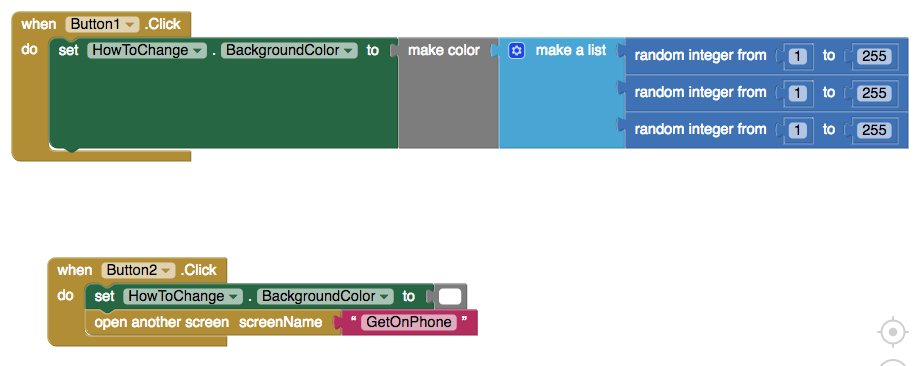 when Button1 .Click
do set HowToChange . BackgroundColor to make color make a list random integer from 1 to 255
random integer from 1 to 255
random integer from 1 to 255
when Button2 .Click
do set HowToChange . BackgroundColor to
open another screen screenName “ GetOnPhone ”